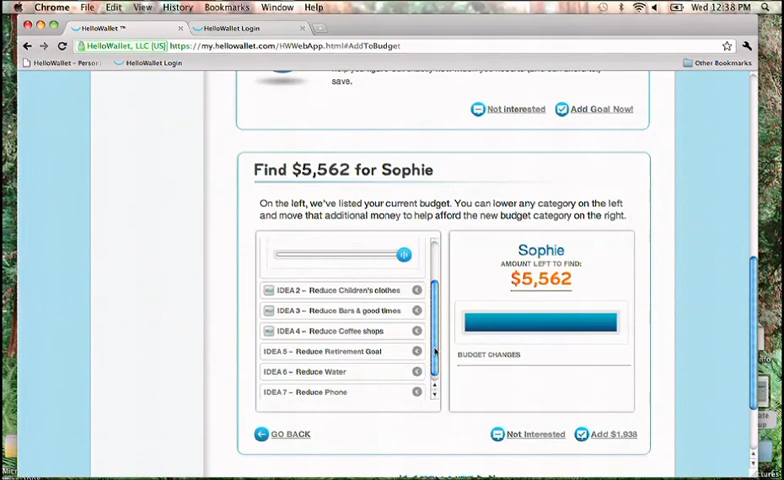 Chrome File Edit View History Bookmarks Window Help
Wed 12:38 PM
HelloWallet ™
HelloWallet Login
HelloWallet, LLC [US]
https://my.hellowallet.com/HWWebApp.html#AddToBudget
HelloWallet - Person
HelloWallet Login
Other Bookmarks
save.
Not interested
Add Goal Now!
Find $5,562 for Sophie
On the left, we've listed your current budget. You can lower any category on the left
and move that additional money to help afford the new budget category on the right.
IDEA 2 – Reduce Children's clothes
IDEA 3 – Reduce Bars & good times
IDEA 4 – Reduce Coffee shops
IDEA 5 – Reduce Retirement Goal
IDEA 6 – Reduce Water
IDEA 7 – Reduce Phone
Sophie
AMOUNT LEFT TO FIND:
$5,562
BUDGET CHANGES
GO BACK
Not Interested
Add $1,938